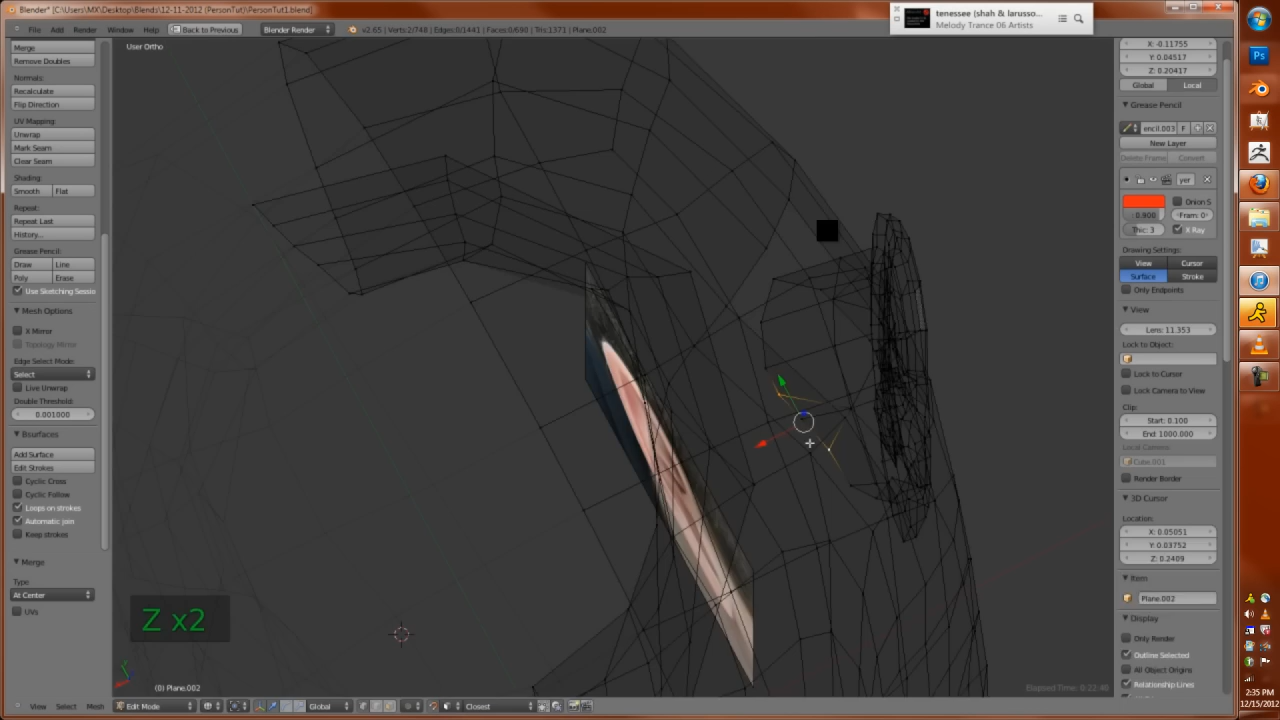 Blender* [C:\Users\MX\Desktop\Blends\12-11-2012 (PersonTut)\PersonTut1.blend]
tenessee (shah & larusso...
Melody Trance 06 Artists
File Add Render Window Help Back to Previous Blender Render v2.65 | Verts:2/748 | Edges:0/1441 | Faces:0/690 | Tris:1371 | Plane.002
User Ortho
Merge
Remove Doubles
Normals:
Recalculate
Flip Direction
UV Mapping:
Unwrap
Mark Seam
Clear Seam
Shading:
Smooth Flat
Repeat:
Repeat Last
History...
Grease Pencil:
Draw Line
Poly Erase
Use Sketching Sessio
Mesh Options
X Mirror
Topology Mirror
Edge Select Mode:
Select
Live Unwrap
Double Threshold:
0.001000
Bsurfaces
Add Surface
Edit Strokes
Cyclic Cross
Cyclic Follow
Loops on strokes
Automatic join
Keep strokes
Merge
Type:
At Center
UVs
Z x2
(0) Plane.002
Elapsed Time: 0:22:40
View Select Mesh Edit Mode Global Closest
X: -0.11755
Y: 0.04517
Z: 0.20417
Global Local
Grease Pencil
encil.003 F
New Layer
Delete Frame Convert
yer
Onion S
0.900 Fram: 0
Thic: 3 X Ray
Drawing Settings:
View Cursor
Surface Stroke
Only Endpoints
View
Lens: 11.353
Lock to Object:
Lock to Cursor
Lock Camera to View
Clip:
Start: 0.100
End: 1000.000
Local Camera:
Cube.001
Render Border
3D Cursor
Location:
X: 0.05051
Y: 0.03752
Z: 0.2409
Item
Plane.002
Display
Only Render
Outline Selected
All Object Origins
Relationship Lines
Ps
2:35 PM
12/15/2012